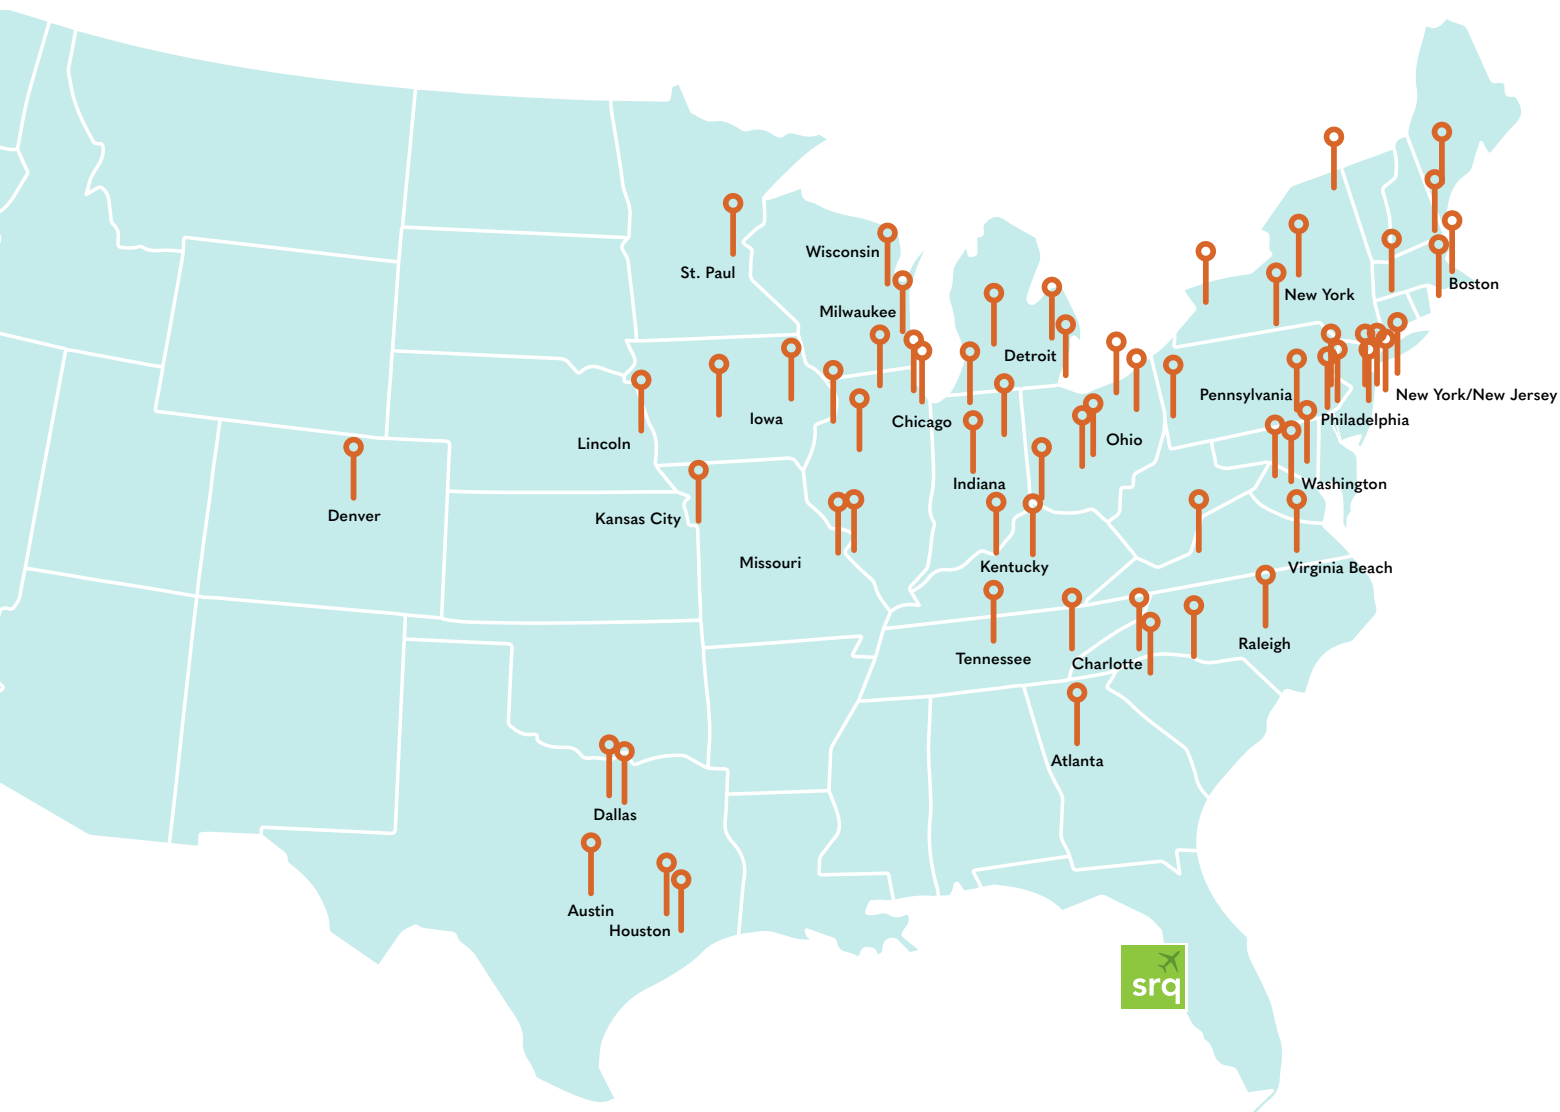 Wisconsin
St. Paul
Boston
New York
Milwaukee
Detroit
Pennsylvania
New York/New Jersey
Iowa
Chicago
Philadelphia
Lincoln
Ohio
Indiana
Washington
Denver
Kansas City
Missouri
Kentucky
Virginia Beach
Raleigh
Tennessee
Charlotte
Atlanta
Dallas
Austin
Houston
srq